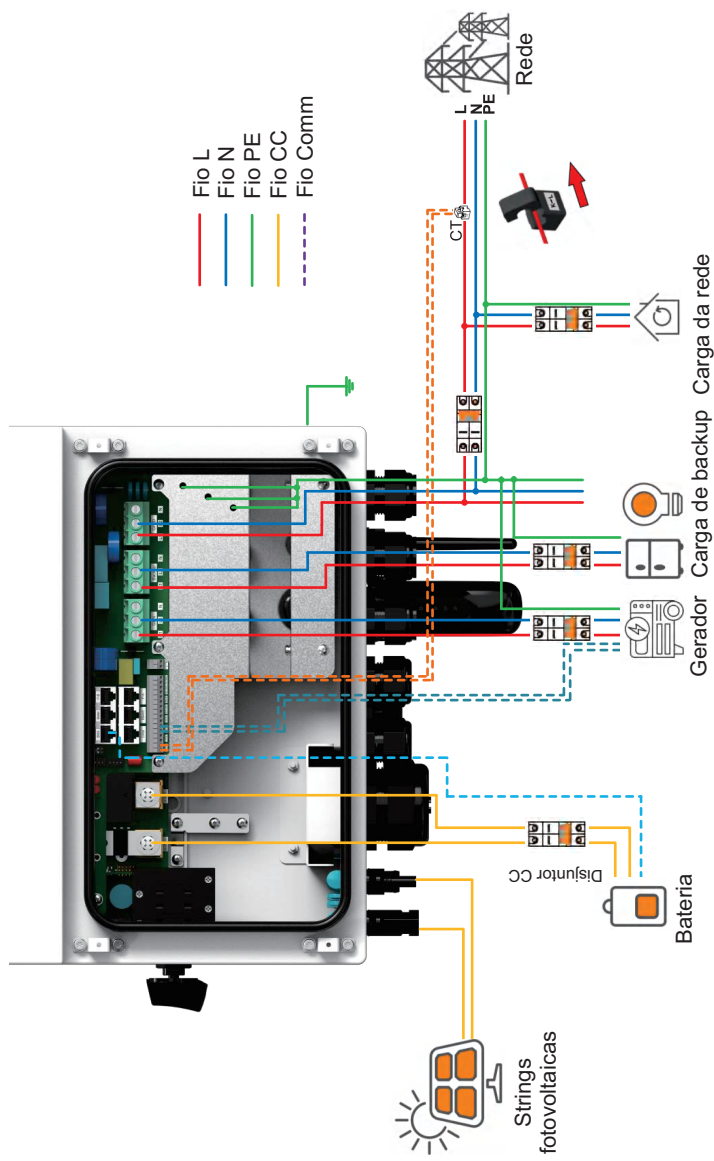 Fio L
Fio N
Fio PE
Fio CC
Fio Comm
Rede
L
N
PE
CT
K→L
Carga da rede
Carga de backup
Gerador
Disjuntor CC
Bateria
Strings
fotovoltaicas